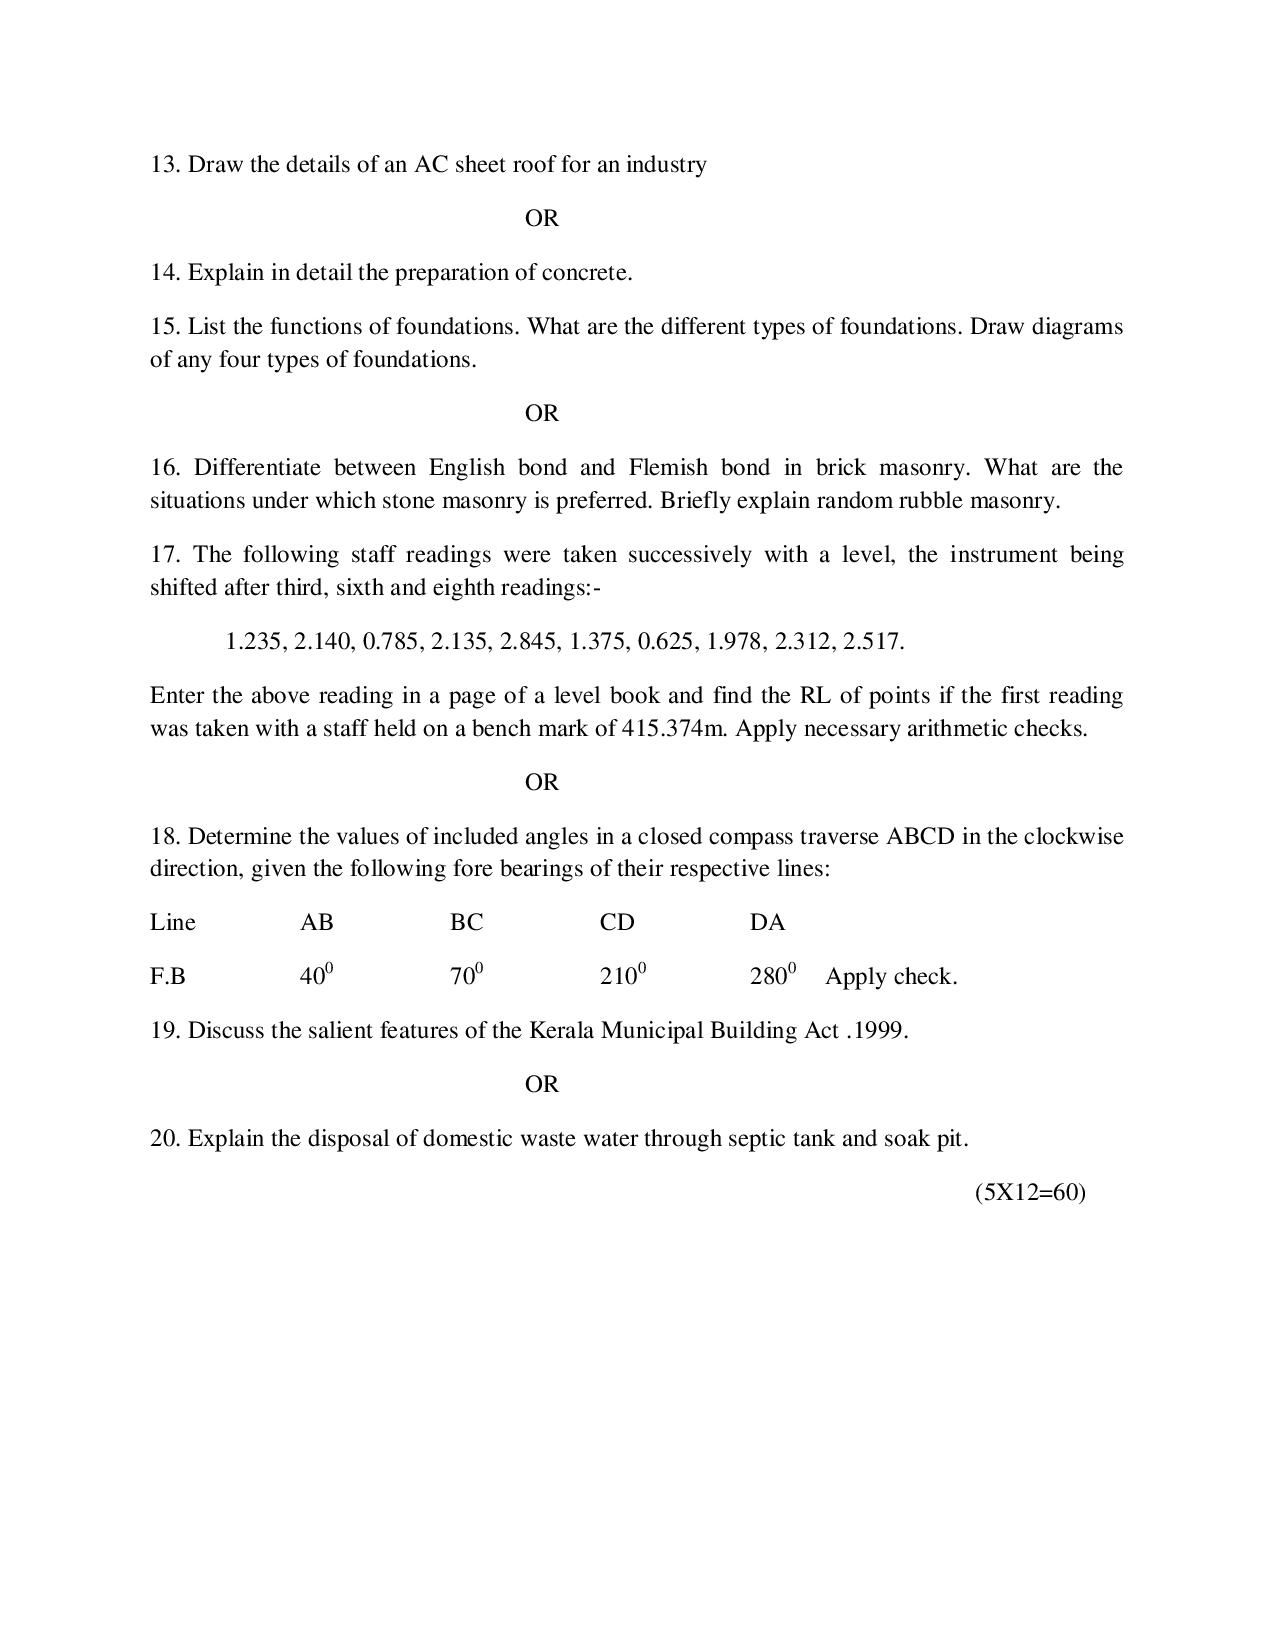 13. Draw the details of an AC sheet roof for an industry
OR
14. Explain in detail the preparation of concrete.
15. List the functions of foundations. What are the different types of foundations. Draw diagrams
of any four types of foundations.
OR
16. Differentiate between English bond and Flemish bond in brick masonry. What are the
situations under which stone masonry is preferred. Briefly explain random rubble masonry.
17. The following staff readings were taken successively with a level, the instrument being
shifted after third, sixth and eighth readings:-
1.235, 2.140, 0.785, 2.135, 2.845, 1.375, 0.625, 1.978, 2.312, 2.517.
Enter the above reading in a page of a level book and find the RL of points if the first reading
was taken with a staff held on a bench mark of 415.374m. Apply necessary arithmetic checks.
OR
18. Determine the values of included angles in a closed compass traverse ABCD in the clockwise
direction, given the following fore bearings of their respective lines:
Line AB BC CD DA
F.B 40⁰ 70⁰ 210⁰ 280⁰ Apply check.
19. Discuss the salient features of the Kerala Municipal Building Act .1999.
OR
20. Explain the disposal of domestic waste water through septic tank and soak pit.
(5X12=60)